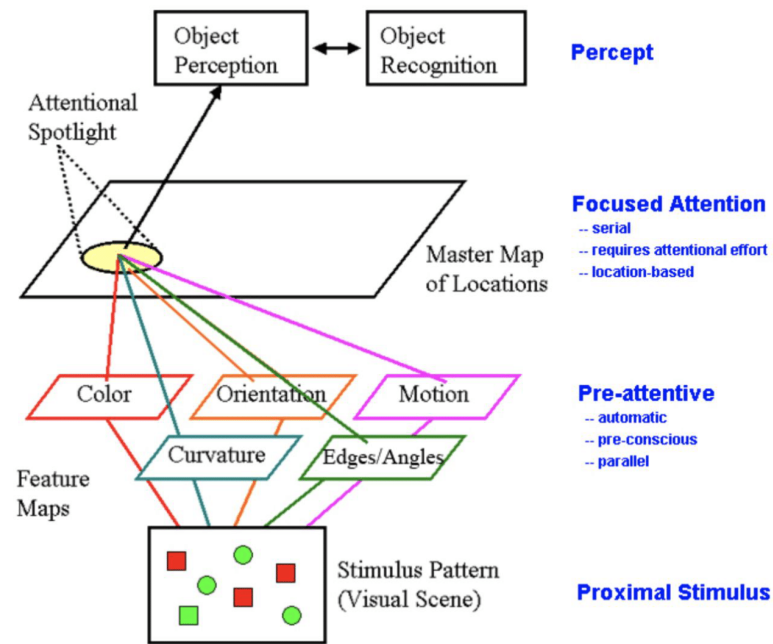 Object
Perception
Object
Recognition
Percept
Attentional
Spotlight
Focused Attention
-- serial
-- requires attentional effort
-- location-based
Master Map
of Locations
Color
Orientation
Motion
Pre-attentive
-- automatic
-- pre-conscious
-- parallel
Curvature
Edges/Angles
Feature
Maps
Stimulus Pattern
(Visual Scene)
Proximal Stimulus